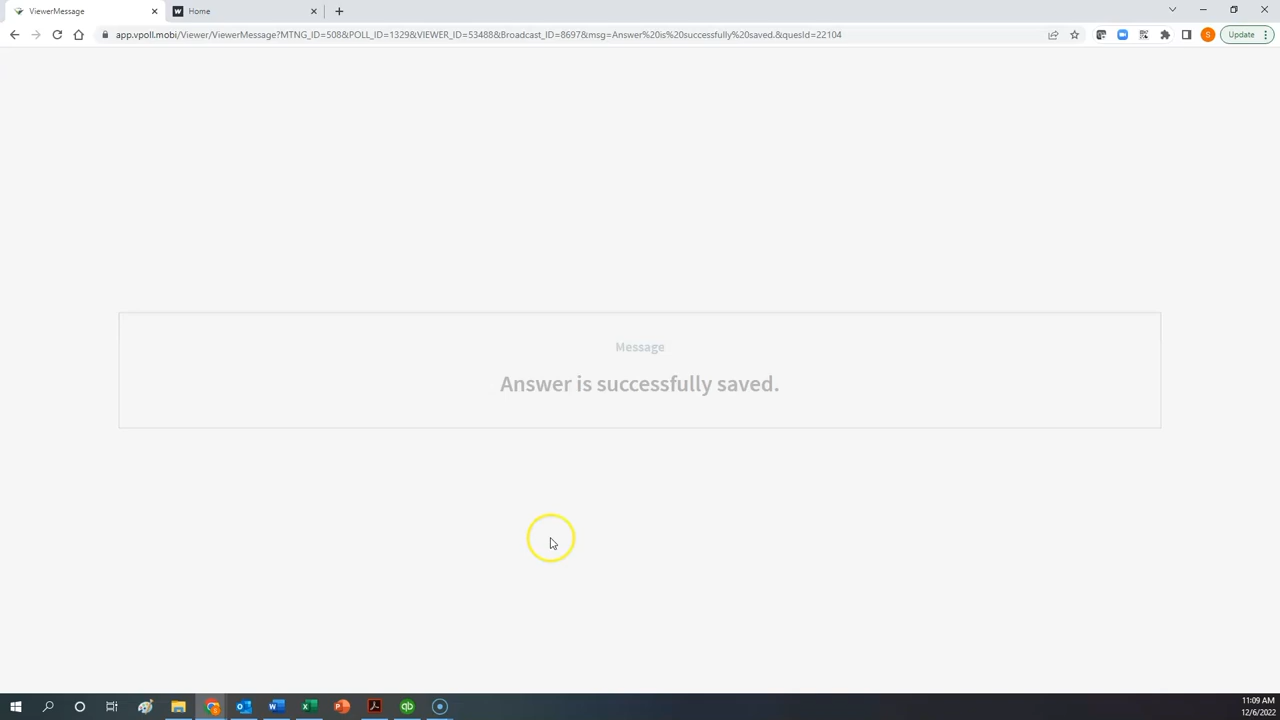 ViewerMessage
Home
app.vpoll.mobi/Viewer/ViewerMessage?MTNG_ID=508&POLL_ID=1329&VIEWER_ID=53488&Broadcast_ID=8697&msg=Answer%20is%20successfully%20saved.&quesId=22104
S
Update
Message
Answer is successfully saved.
11:09 AM
12/6/2022